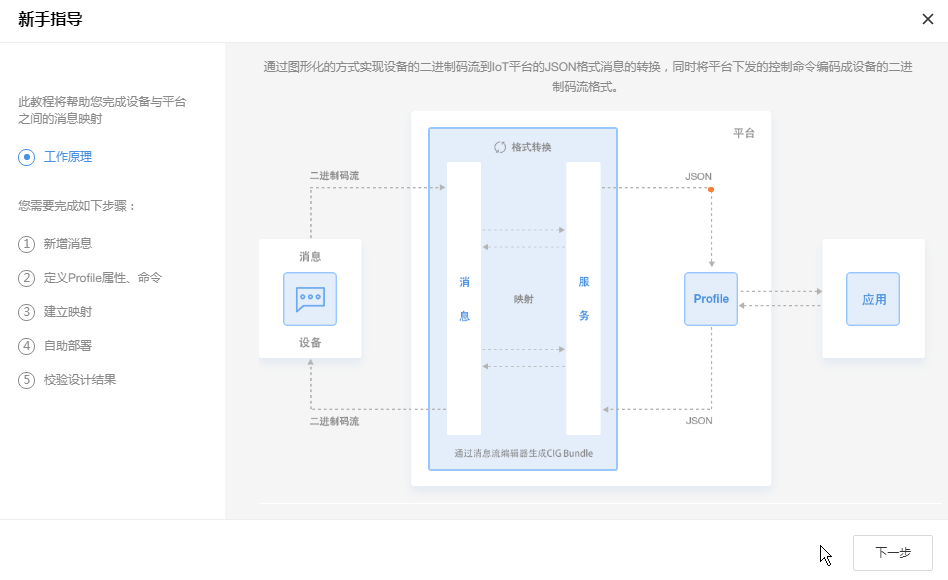 新手指导
此教程将帮助您完成设备与平台
之间的消息映射
工作原理
您需要完成如下步骤：
1 新增消息
2 定义Profile属性、命令
3 建立映射
4 自助部署
5 校验设计结果
通过图形化的方式实现设备的二进制码流到IoT平台的JSON格式消息的转换，同时将平台下发的控制命令编码成设备的二进
制码流格式。
平台
格式转换
二进制码流
JSON
消息
设备
消
息
映射
服
务
Profile
应用
二进制码流
JSON
通过消息流编辑器生成CIG Bundle
下一步